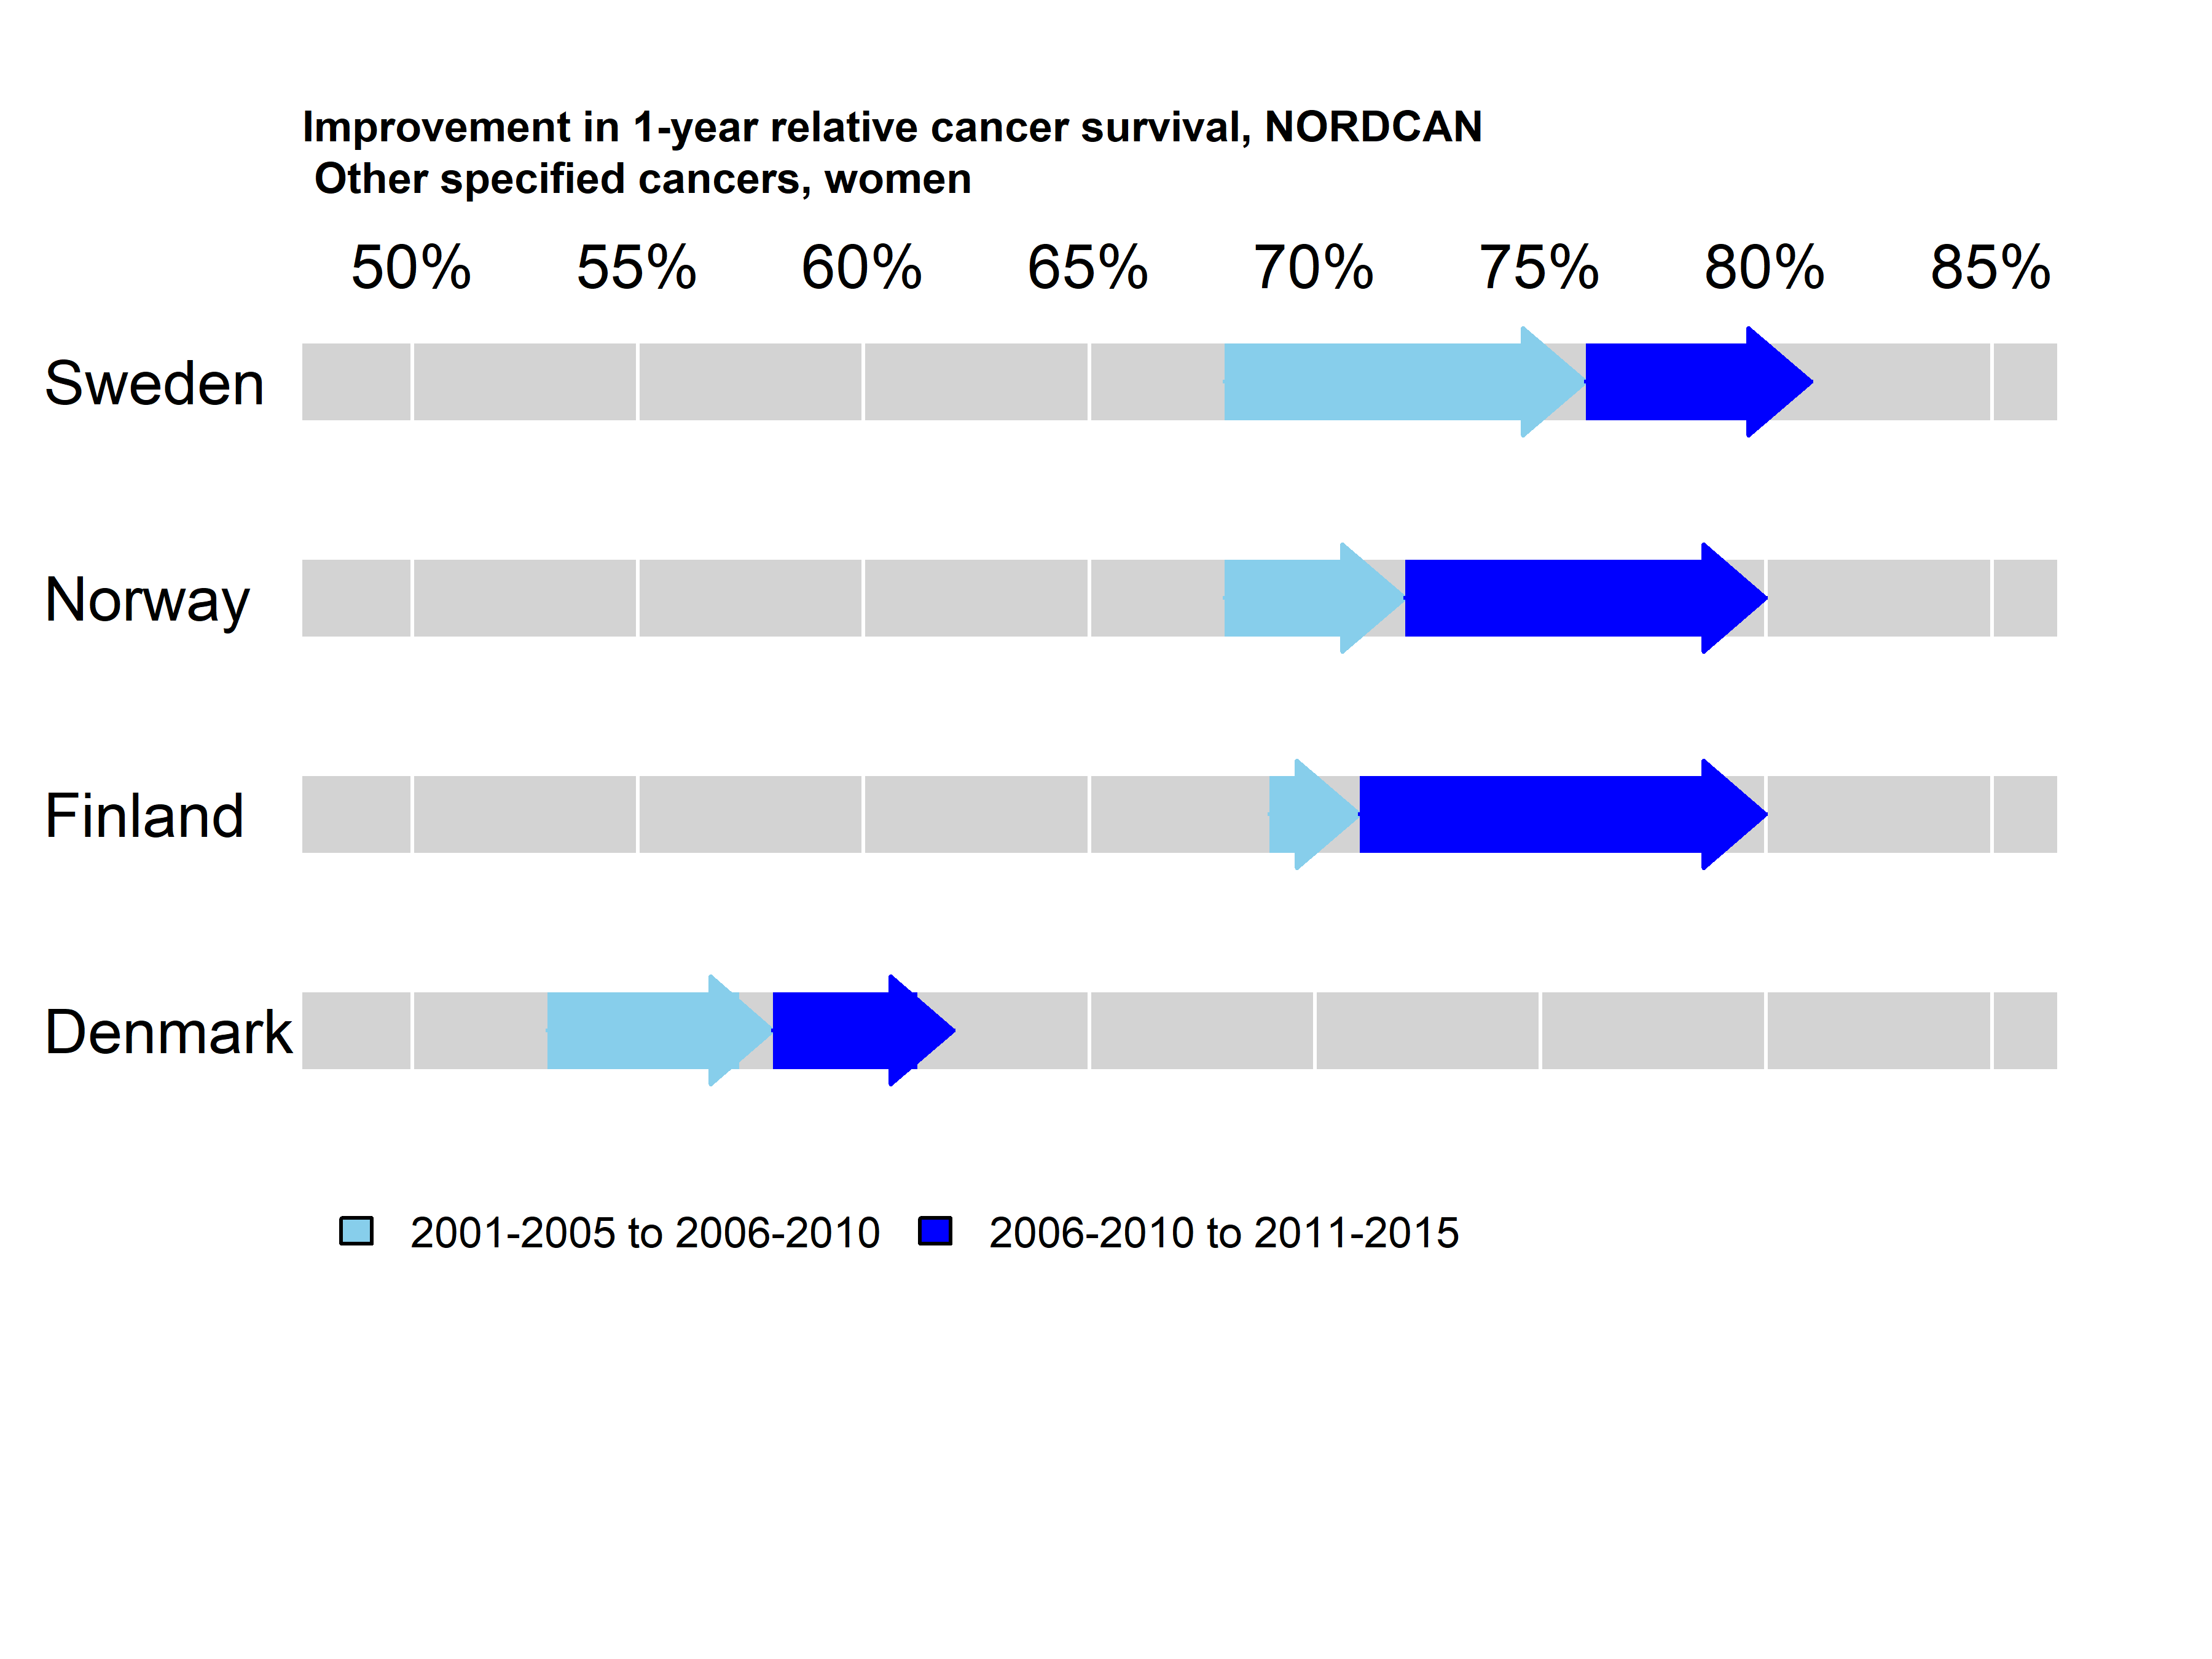 Improvement in 1-year relative cancer survival, NORDCAN
Other specified cancers, women
50% 55% 60% 65% 70% 75% 80% 85%
Sweden
Norway
Finland
Denmark
2001-2005 to 2006-2010 2006-2010 to 2011-2015